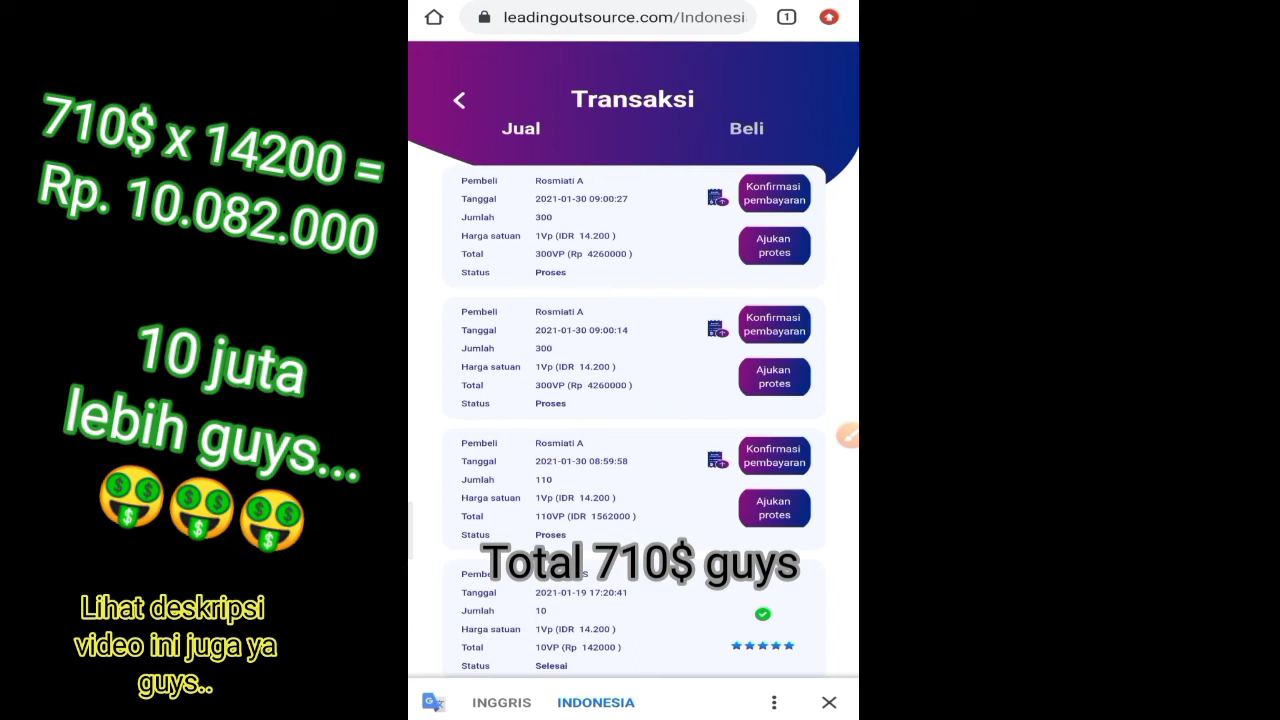 leadingoutsource.com/Indonesi
1
Transaksi
Jual
Beli
710$ x 14200 =
Rp. 10.082.000
10 juta
lebih guys...
Lihat deskripsi
video ini juga ya
guys..
Pembeli Rosmiati A
Tanggal 2021-01-30 09:00:27
Jumlah 300
Harga satuan 1Vp (IDR 14.200 )
Total 300VP (Rp 4260000 )
Status Proses
Konfirmasi
pembayaran
Ajukan
protes
Pembeli Rosmiati A
Tanggal 2021-01-30 09:00:14
Jumlah 300
Harga satuan 1Vp (IDR 14.200 )
Total 300VP (Rp 4260000 )
Status Proses
Konfirmasi
pembayaran
Ajukan
protes
Pembeli Rosmiati A
Tanggal 2021-01-30 08:59:58
Jumlah 110
Harga satuan 1Vp (IDR 14.200 )
Total 110VP (IDR 1562000 )
Status Proses
Konfirmasi
pembayaran
Ajukan
protes
Total 710$ guys
Tanggal 2021-01-19 17:20:41
Jumlah 10
Harga satuan 1Vp (IDR 14.200 )
Total 10VP (Rp 142000 )
Status Selesai
INGGRIS
INDONESIA